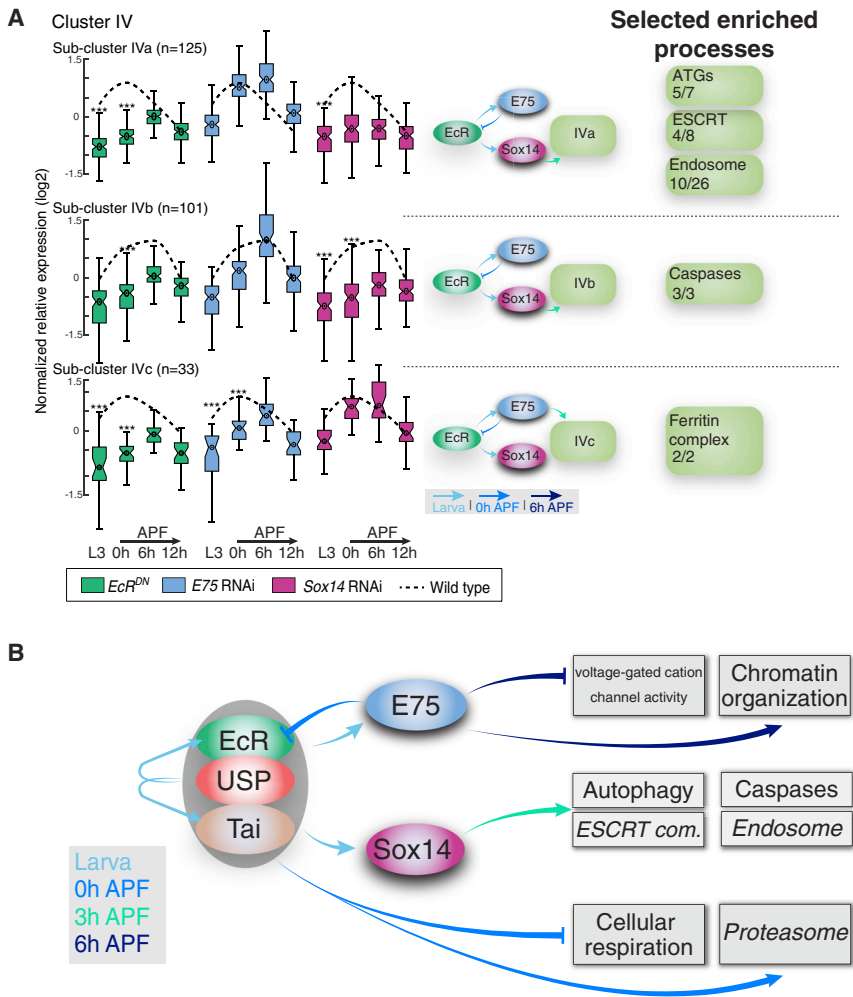 A
Cluster IV
Selected enriched
processes
Normalized relative expression (log2)
Sub-cluster IVa (n=125)
1.5
0
-1.5
***
***
***
EcR
E75
Sox14
IVa
ATGs
5/7
ESCRT
4/8
Endosome
10/26
Sub-cluster IVb (n=101)
1.5
0
-1.5
***
***
***
EcR
E75
Sox14
IVb
Caspases
3/3
Sub-cluster IVc (n=33)
1.5
0
-1.5
***
***
***
***
EcR
E75
Sox14
IVc
Ferritin
complex
2/2
Larva | 0h APF | 6h APF
APF APF APF
L3 0h 6h 12h L3 0h 6h 12h L3 0h 6h 12h
EcRDN E75 RNAi Sox14 RNAi Wild type
B
EcR
USP
Tai
E75
Sox14
voltage-gated cation
channel activity
Chromatin
organization
Autophagy
Caspases
ESCRT com.
Endosome
Cellular
respiration
Proteasome
Larva
0h APF
3h APF
6h APF